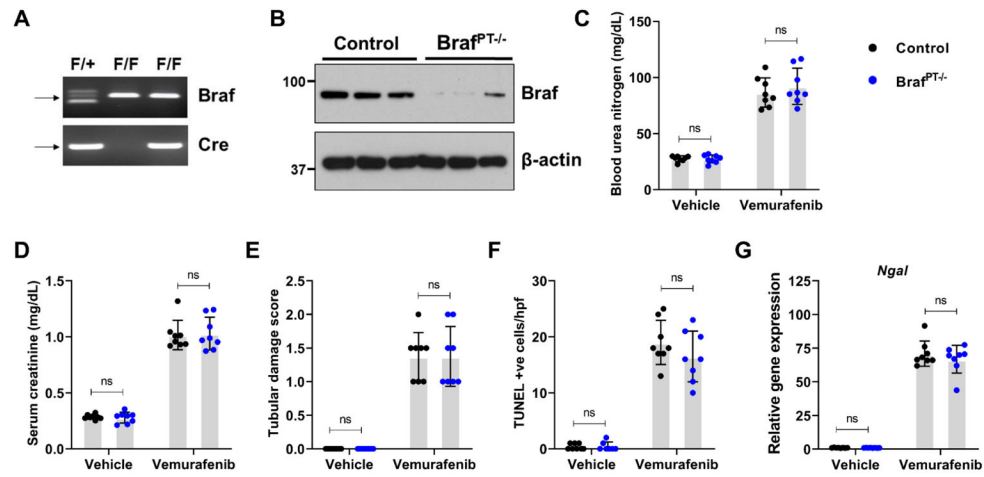 A
F/+ F/F F/F
Braf
Cre
B
Control BrafPT-/-
100
Braf
37
β-actin
C
Blood urea nitrogen (mg/dL)
150
100
50
0
ns
ns
Vehicle Vemurafenib
Control
BrafPT-/-
D
Serum creatinine (mg/dL)
1.5
1.0
0.5
0.0
ns
ns
Vehicle Vemurafenib
E
Tubular damage score
2.5
2.0
1.5
1.0
0.5
0.0
ns
ns
Vehicle Vemurafenib
F
TUNEL +ve cells/hpf
30
20
10
0
ns
ns
Vehicle Vemurafenib
G
Ngal
Relative gene expression
125
100
75
50
25
0
ns
ns
Vehicle Vemurafenib